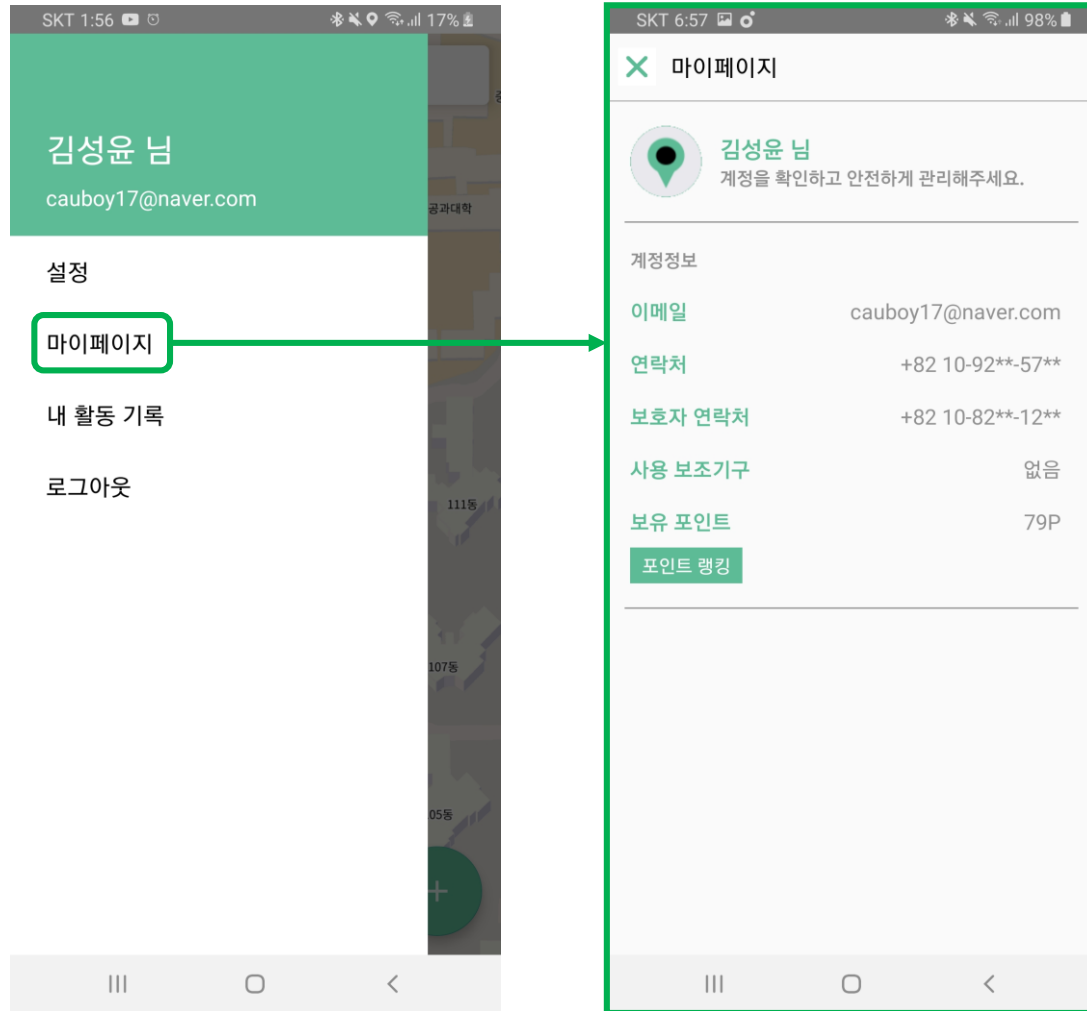 SKT 1:56
17%
김성윤 님
cauboy17@naver.com
공과대학
설정
마이페이지
내 활동 기록
로그아웃
111동
107동
05동
SKT 6:57
98%
마이페이지
김성윤 님
계정을 확인하고 안전하게 관리해주세요.
계정정보
이메일 cauboy17@naver.com
연락처 +82 10-92**-57**
보호자 연락처 +82 10-82**-12**
사용 보조기구 없음
보유 포인트 79P
포인트 랭킹